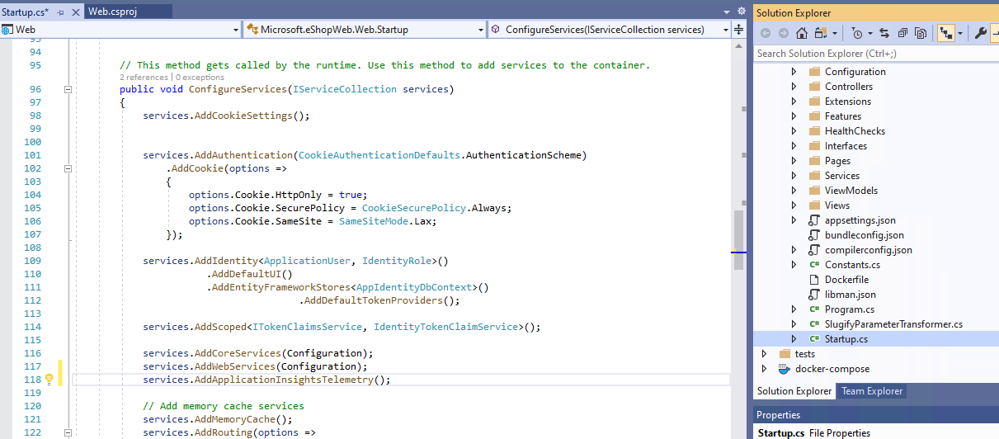 Startup.cs*
Web.csproj
Web
Microsoft.eShopWeb.Web.Startup
ConfigureServices(IServiceCollection services)
94
95 // This method gets called by the runtime. Use this method to add services to the container.
2 references | 0 exceptions
96 public void ConfigureServices(IServiceCollection services)
97 {
98 services.AddCookieSettings();
99
100
101 services.AddAuthentication(CookieAuthenticationDefaults.AuthenticationScheme)
102 .AddCookie(options =>
103 {
104 options.Cookie.HttpOnly = true;
105 options.Cookie.SecurePolicy = CookieSecurePolicy.Always;
106 options.Cookie.SameSite = SameSiteMode.Lax;
107 });
108
109 services.AddIdentity<ApplicationUser, IdentityRole>()
110 .AddDefaultUI()
111 .AddEntityFrameworkStores<AppIdentityDbContext>()
112 .AddDefaultTokenProviders();
113
114 services.AddScoped<ITokenClaimsService, IdentityTokenClaimService>();
115
116 services.AddCoreServices(Configuration);
117 services.AddWebServices(Configuration);
118 services.AddApplicationInsightsTelemetry();
119
120 // Add memory cache services
121 services.AddMemoryCache();
122 services.AddRouting(options =>
Solution Explorer
Search Solution Explorer (Ctrl+;)
Configuration
Controllers
Extensions
Features
HealthChecks
Interfaces
Pages
Services
ViewModels
Views
appsettings.json
bundleconfig.json
compilerconfig.json
C# Constants.cs
Dockerfile
libman.json
C# Program.cs
C# SlugifyParameterTransformer.cs
C# Startup.cs
tests
docker-compose
Solution Explorer
Team Explorer
Properties
Startup.cs File Properties